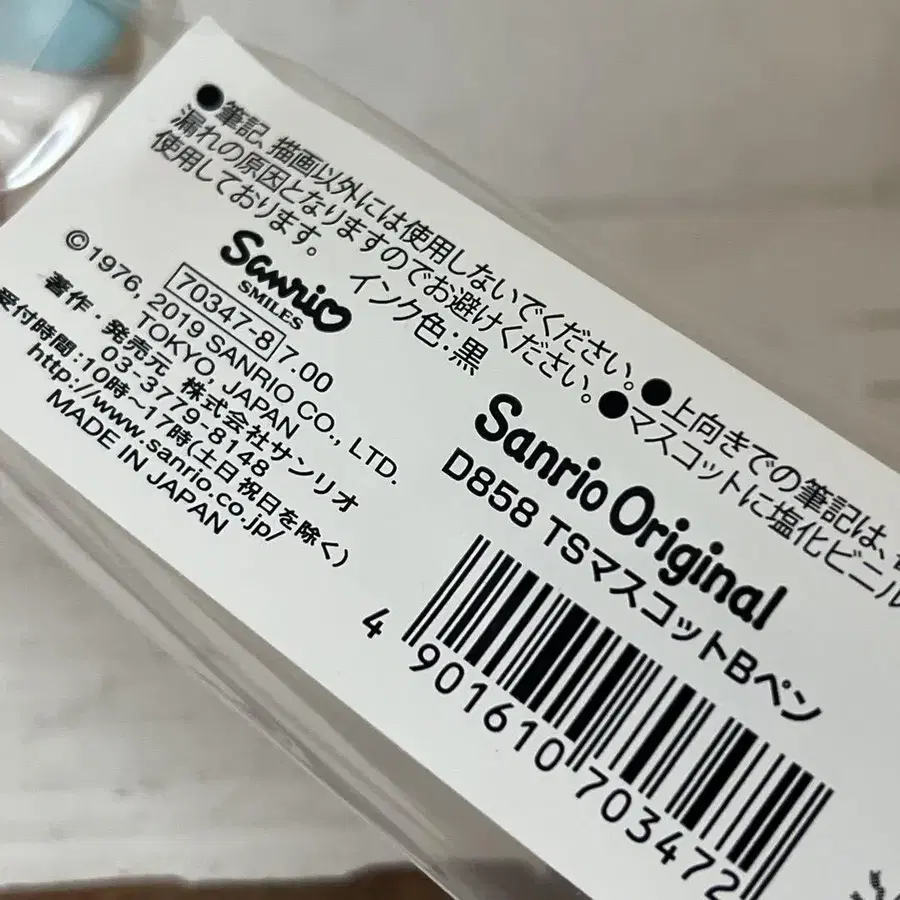 ●筆記、描画以外には使用しないでください。●上向きでの筆記は、
漏れの原因となりますのでお避けください。●マスコットに塩化ビニル
使用しております。 インク色:黒
Sanrio
SMILES
70347-8 7.00
©1976, 2019 SANRIO CO., LTD.
TOKYO, JAPAN
著作・発売元 株式会社サンリオ
03-3779-8148
受付時間:10時~17時(土日祝日を除く)
http://www.sanrio.co.jp/
MADE IN JAPAN
Sanrio Original
D858 TSマスコットBペン
4 901610 703472